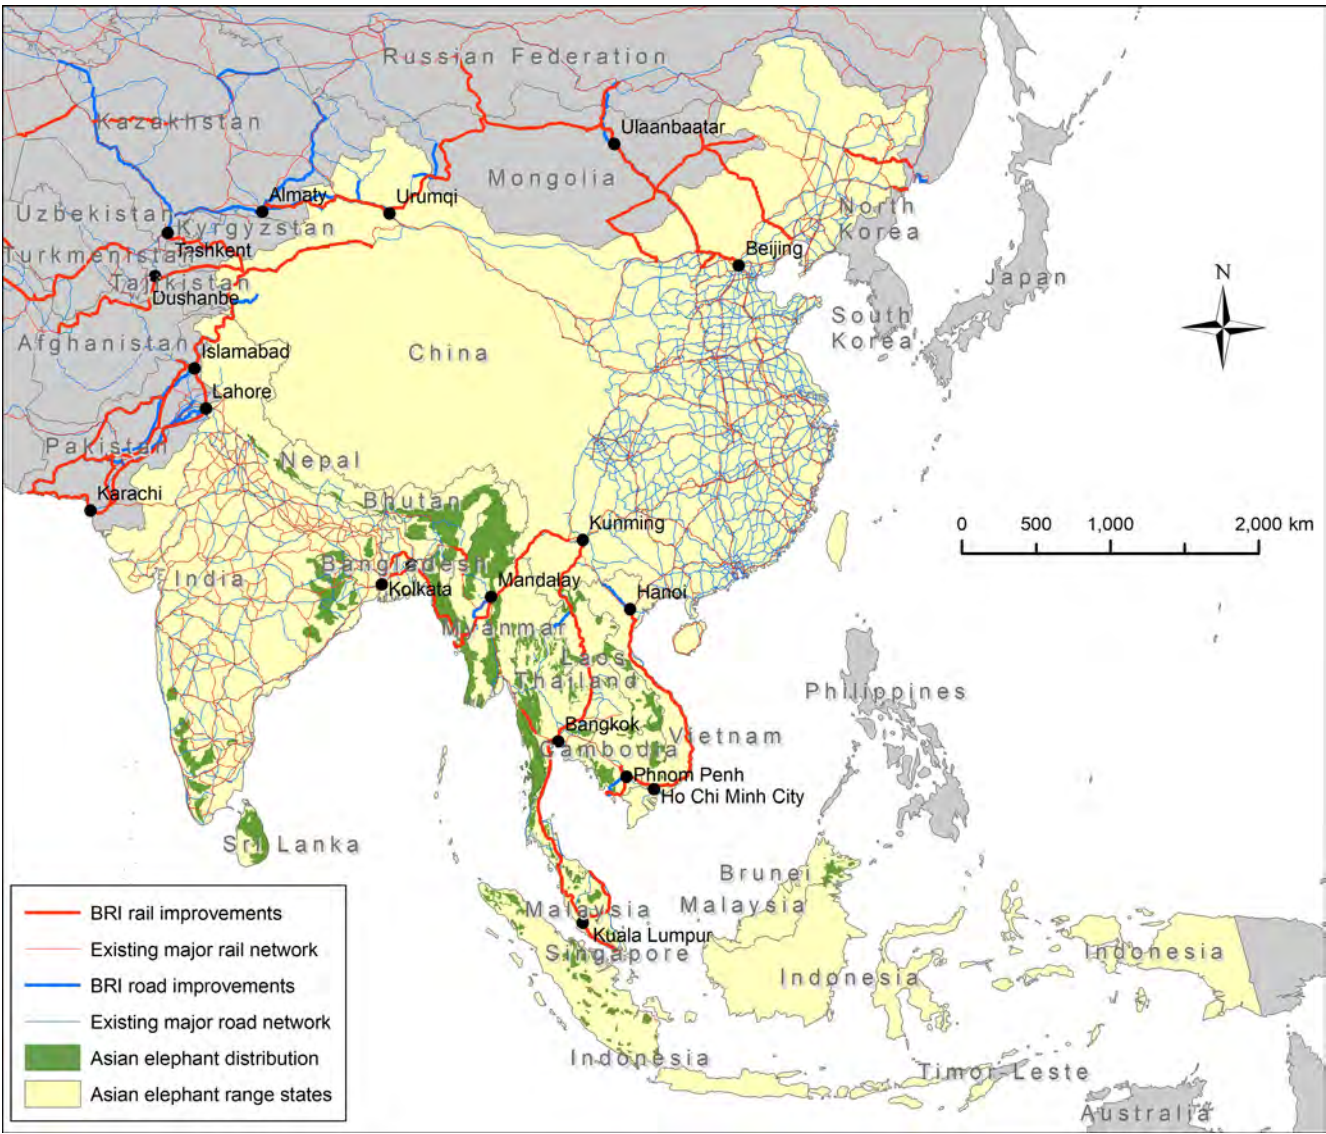 Russian Federation
Kazakhstan
Ulaanbaatar
Mongolia
Almaty
Urumqi
Uzbekistan
Kyrgyzstan
North
Korea
Tashkent
Turkmenistan
Beijing
Tajikistan
Dushanbe
Japan
N
South
Korea
Afghanistan
Islamabad
China
Lahore
Pakistan
Nepal
Karachi
Bhutan
Kunming
0 500 1,000 2,000 km
Bangladesh
India
Kolkata
Mandalay
Hanoi
Myanmar
Laos
Thailand
Philippines
Bangkok
Vietnam
Cambodia
Phnom Penh
Ho Chi Minh City
Sri Lanka
Brunei
Malaysia
Malaysia
Kuala Lumpur
Singapore
Indonesia
Indonesia
Indonesia
Timor-Leste
Australia
BRI rail improvements
Existing major rail network
BRI road improvements
Existing major road network
Asian elephant distribution
Asian elephant range states